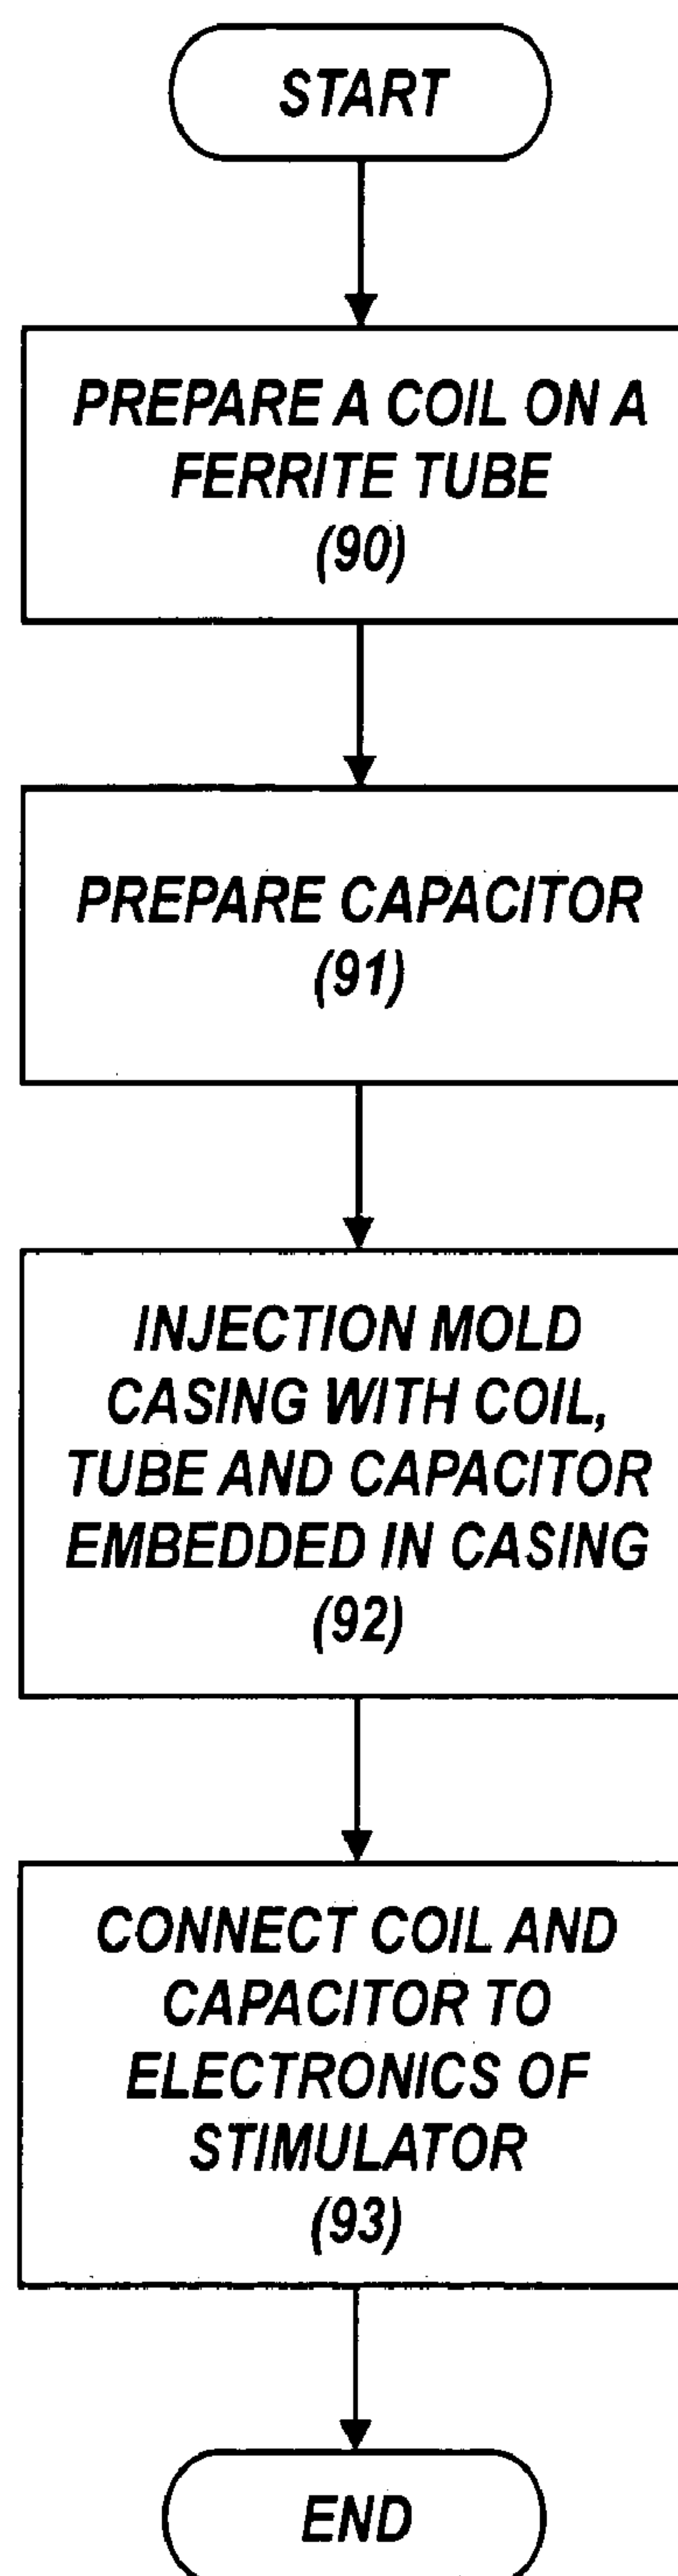 START
PREPARE A COIL ON A
FERRITE TUBE
(90)
PREPARE CAPACITOR
(91)
INJECTION MOLD
CASING WITH COIL,
TUBE AND CAPACITOR
EMBEDDED IN CASING
(92)
CONNECT COIL AND
CAPACITOR TO
ELECTRONICS OF
STIMULATOR
(93)
END